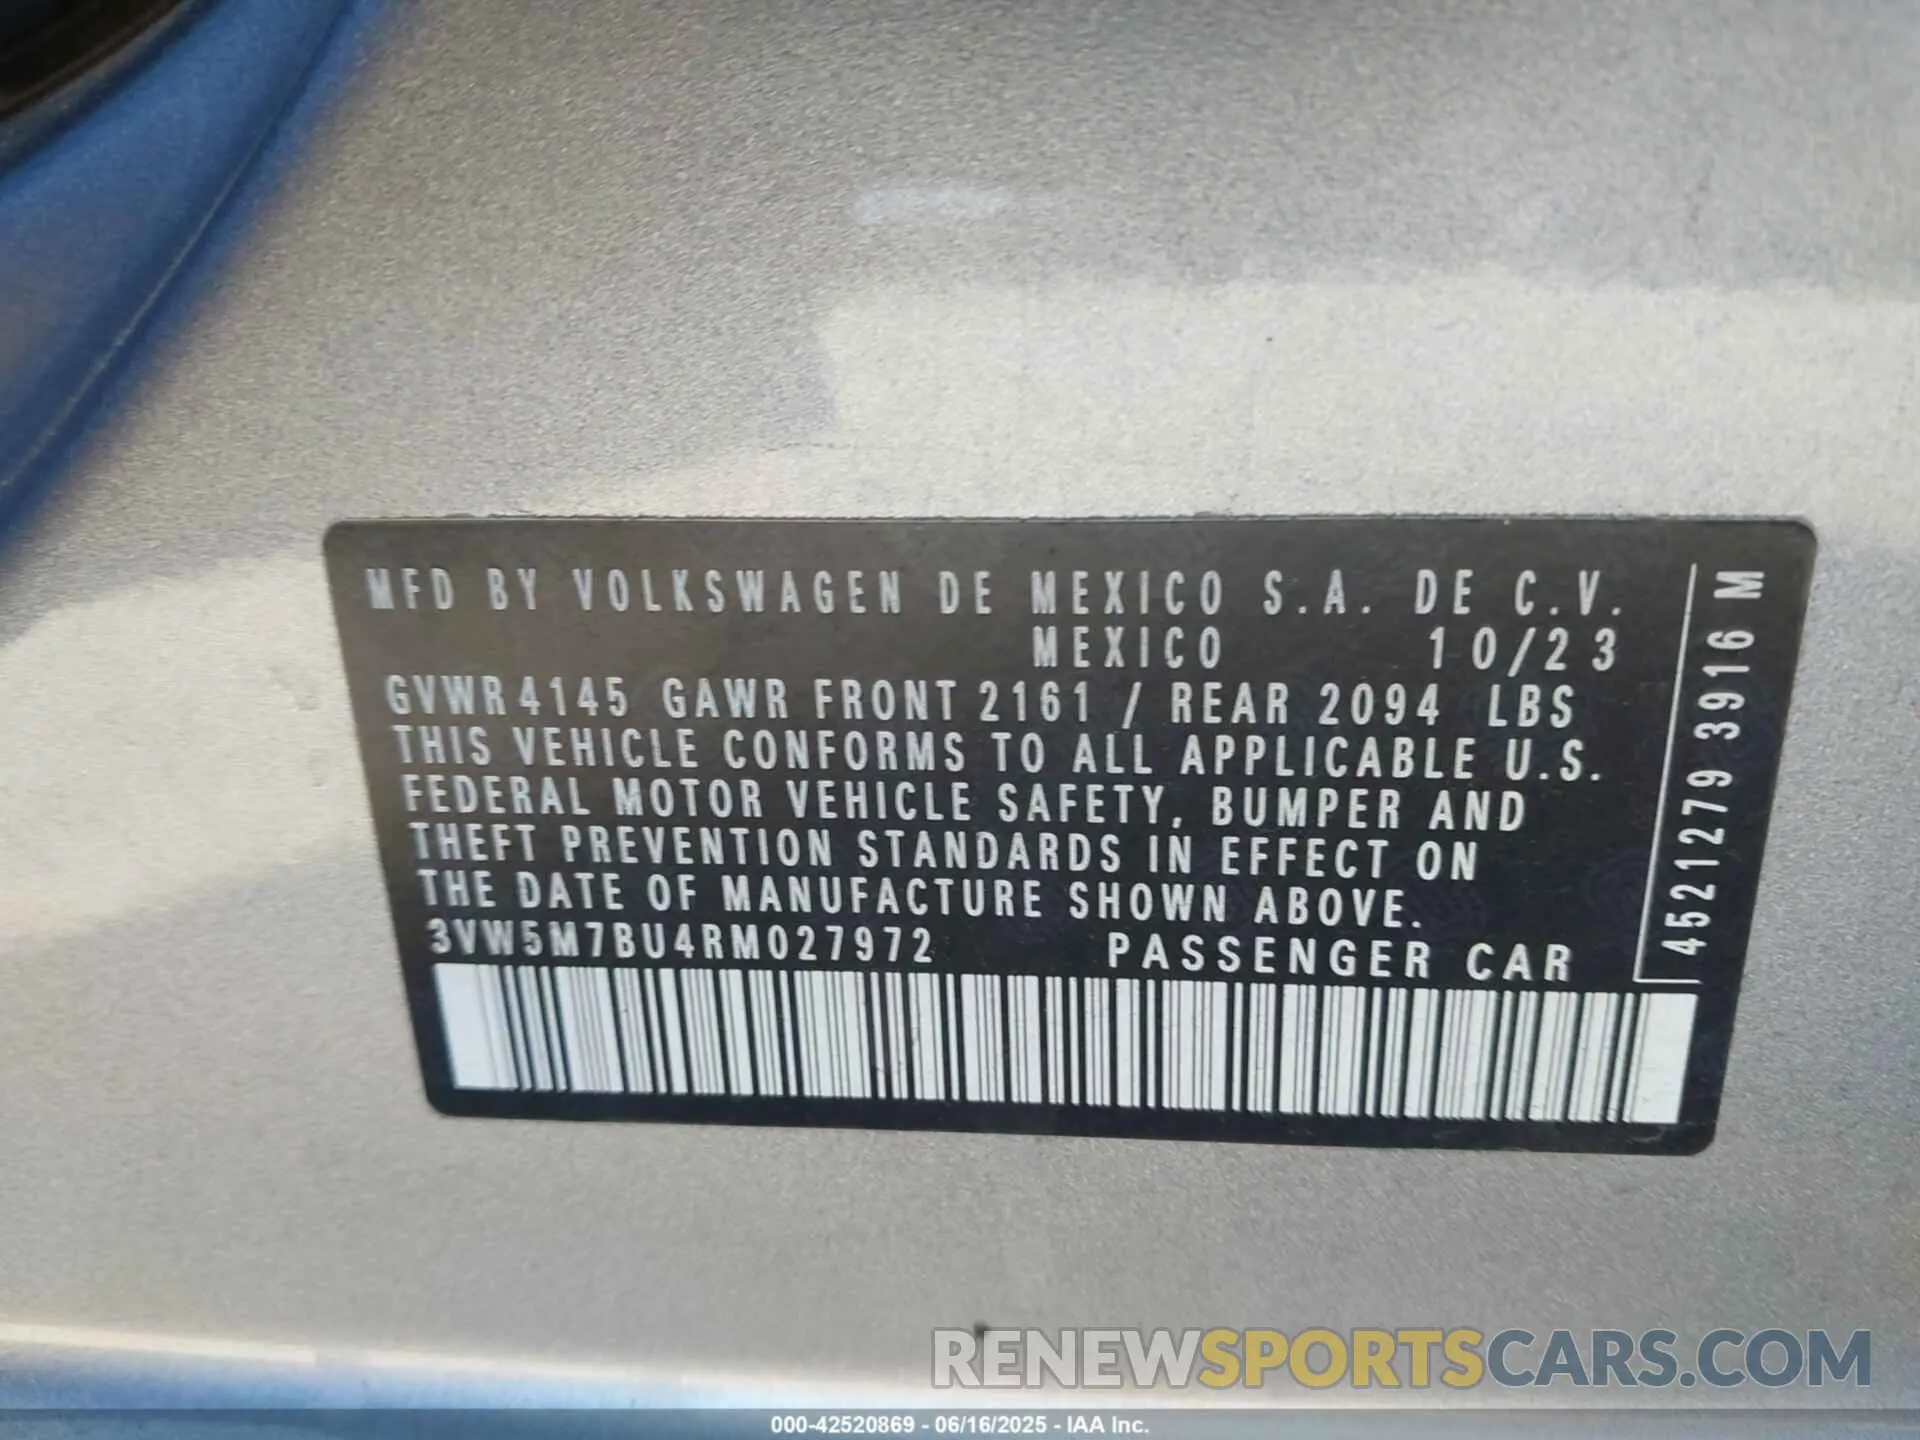 MFD BY VOLKSWAGEN DE MEXICO S.A. DE C.V.
MEXICO 10/23
GVWR 4145 GAWR FRONT 2161 / REAR 2094 LBS
THIS VEHICLE CONFORMS TO ALL APPLICABLE U.S.
FEDERAL MOTOR VEHICLE SAFETY, BUMPER AND
THEFT PREVENTION STANDARDS IN EFFECT ON
THE DATE OF MANUFACTURE SHOWN ABOVE.
3VW5M7BU4RM027972 PASSENGER CAR
4521279 3916 M
RENEWSPORTSCARS.COM
000-42520869 - 06/16/2025 - IAA Inc.